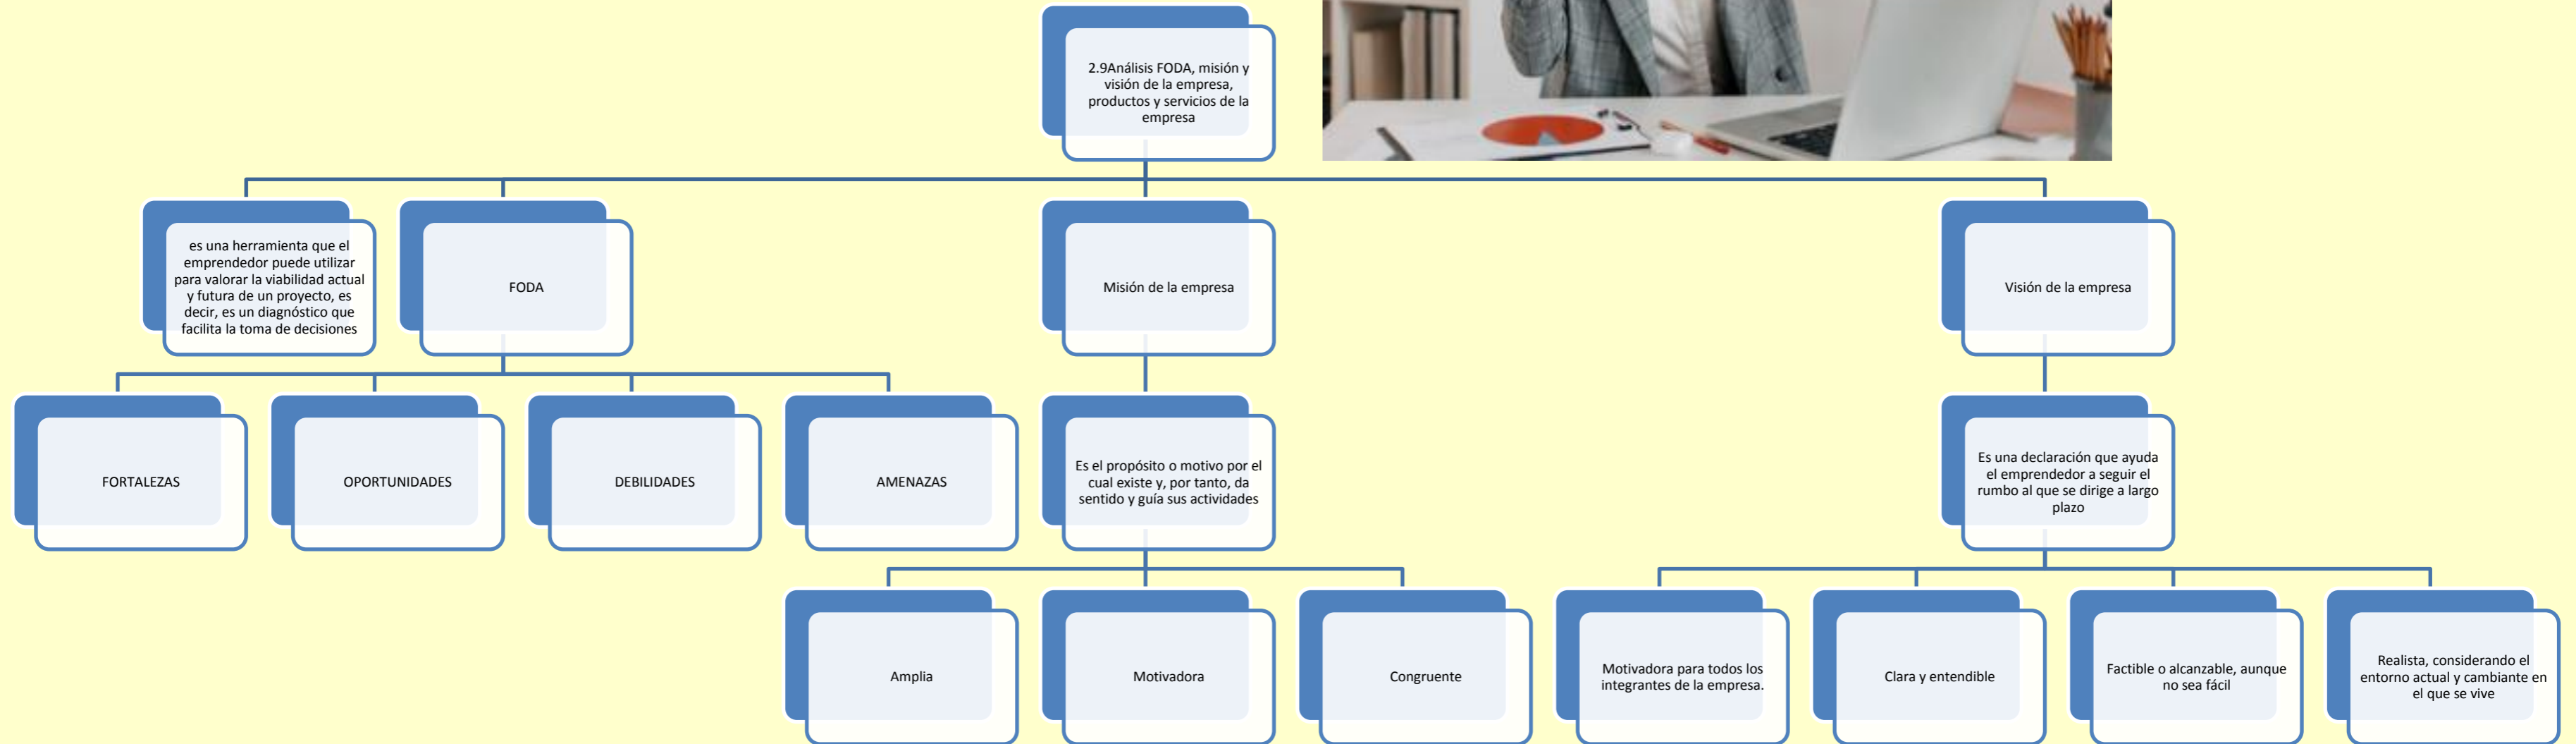 2.9Análisis FODA, misión y
visión de la empresa,
productos y servicios de la
empresa
es una herramienta que el
emprendedor puede utilizar
para valorar la viabilidad actual
y futura de un proyecto, es
decir, es un diagnóstico que
facilita la toma de decisiones
FODA
Misión de la empresa
Visión de la empresa
FORTALEZAS
OPORTUNIDADES
DEBILIDADES
AMENAZAS
Es el propósito o motivo por el
cual existe y, por tanto, da
sentido y guía sus actividades
Es una declaración que ayuda
el emprendedor a seguir el
rumbo al que se dirige a largo
plazo
Amplia
Motivadora
Congruente
Motivadora para todos los
integrantes de la empresa.
Clara y entendible
Factible o alcanzable, aunque
no sea fácil
Realista, considerando el
entorno actual y cambiante en
el que se vive